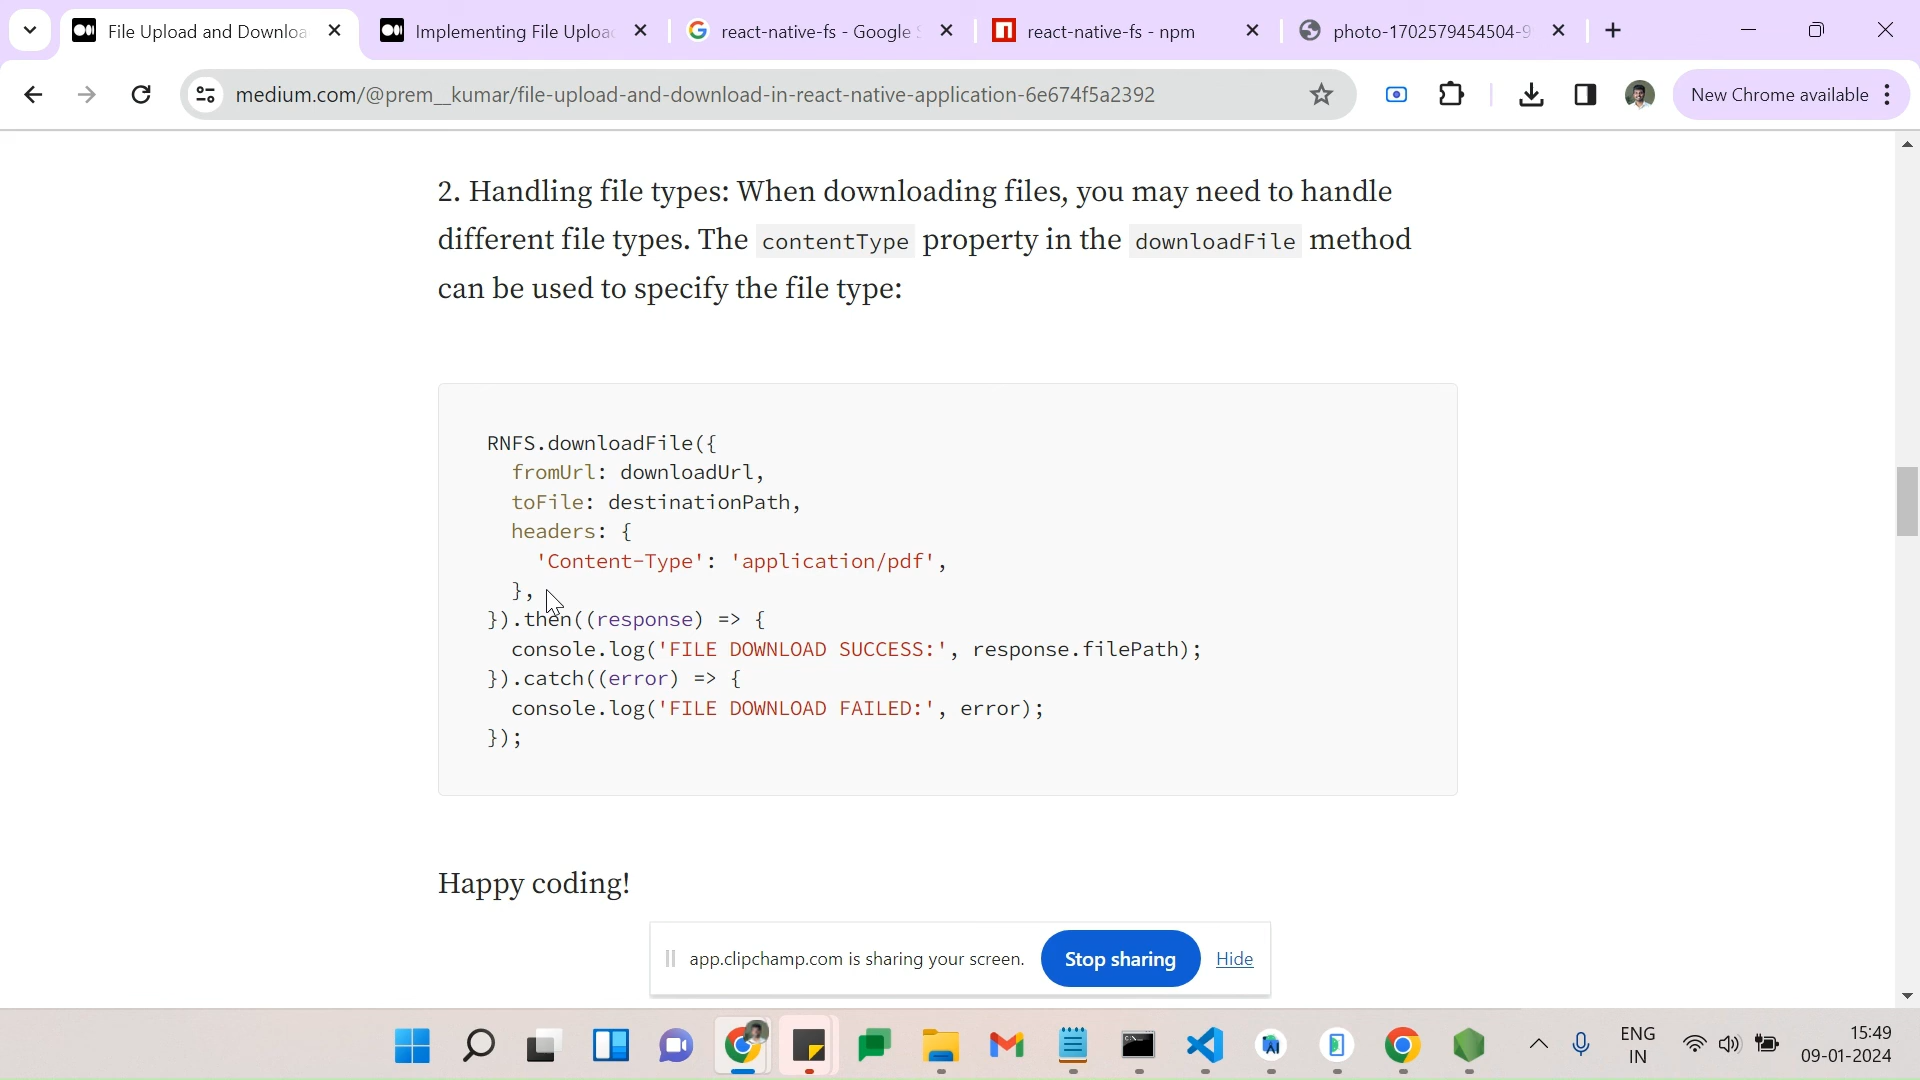 File Upload and Downloa
Implementing File Uploa
react-native-fs - Google S
react-native-fs - npm
photo-1702579454504-9
medium.com/@prem__kumar/file-upload-and-download-in-react-native-application-6e674f5a2392
New Chrome available
2. Handling file types: When downloading files, you may need to handle
different file types. The contentType property in the downloadFile method
can be used to specify the file type:
RNFS.downloadFile({
fromUrl: downloadUrl,
toFile: destinationPath,
headers: {
'Content-Type': 'application/pdf',
},
}).then((response) => {
console.log('FILE DOWNLOAD SUCCESS:', response.filePath);
}).catch((error) => {
console.log('FILE DOWNLOAD FAILED:', error);
});
Happy coding!
app.clipchamp.com is sharing your screen.
Stop sharing
Hide
ENG
IN
15:49
09-01-2024